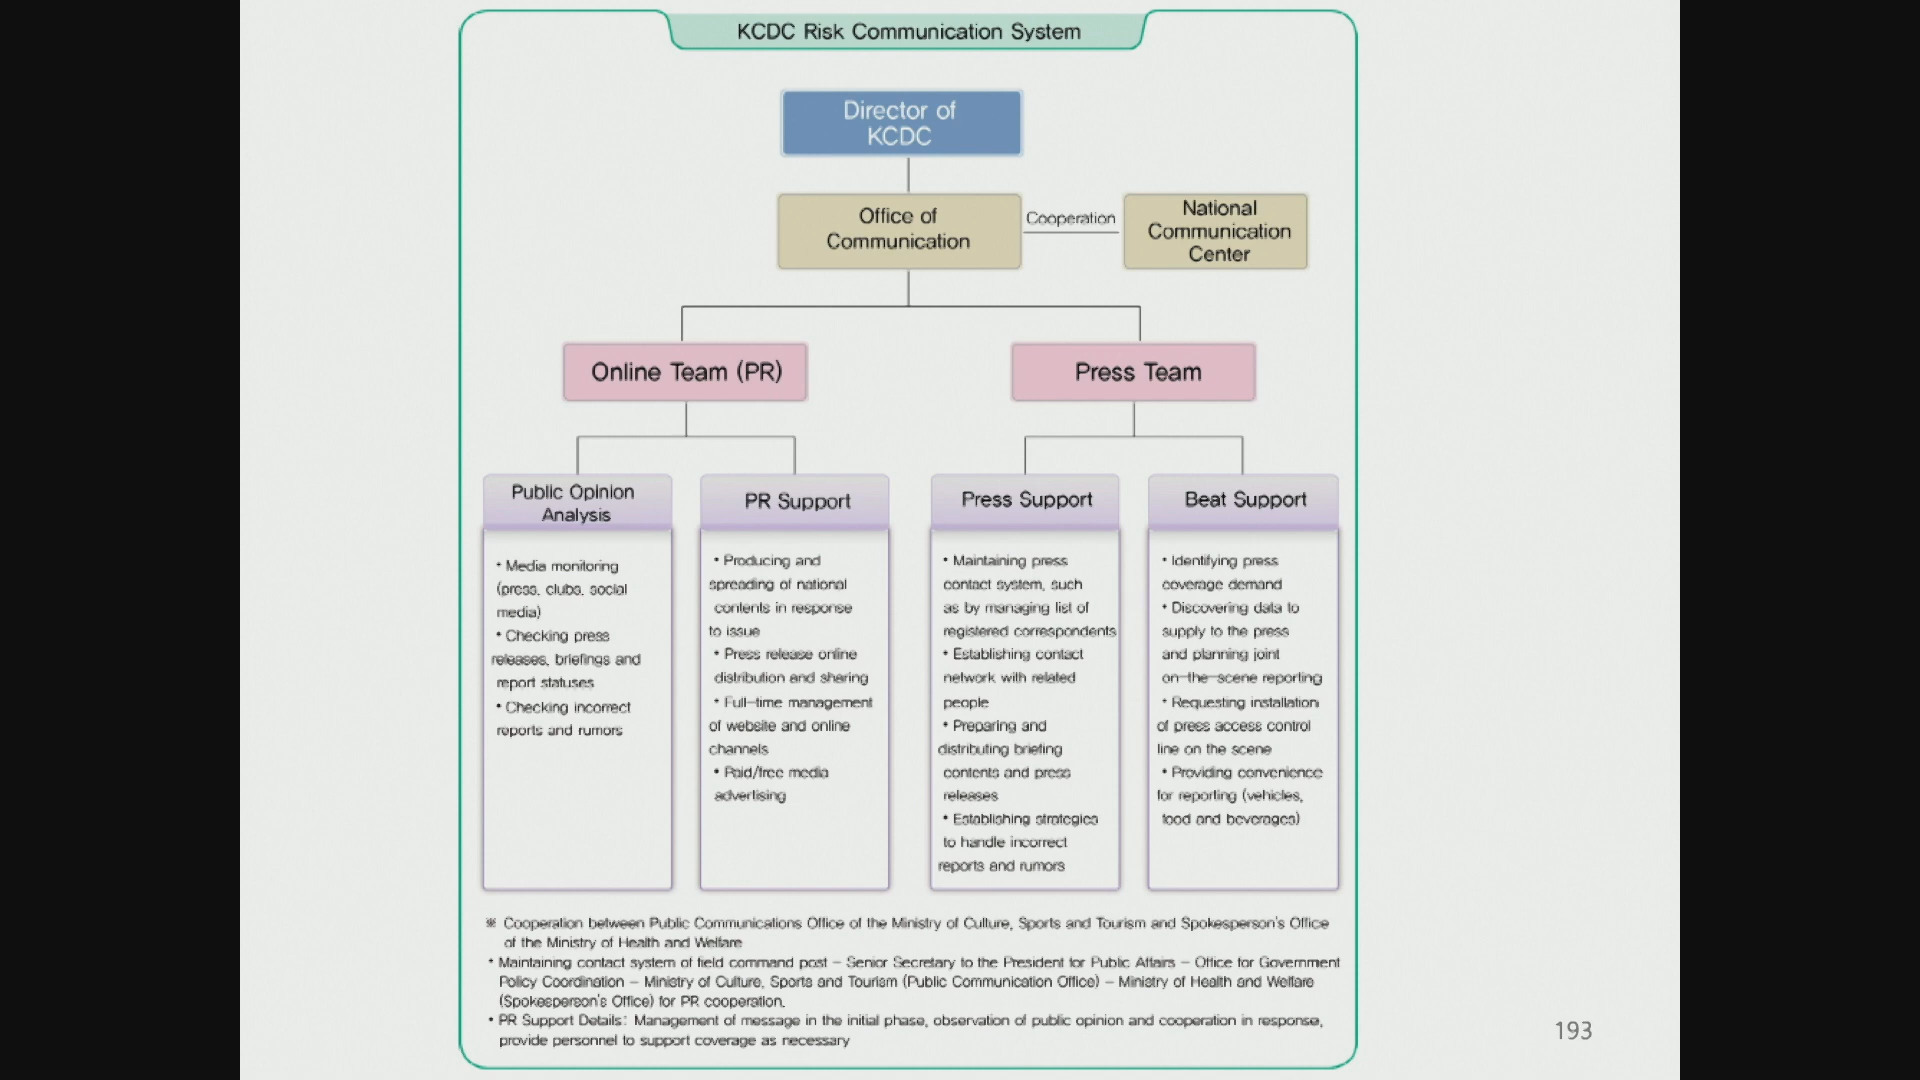 KCDC Risk Communication System
Director of
KCDC
Office of
Communication
Cooperation
National
Communication
Center
Online Team (PR)
Press Team
Public Opinion
Analysis
• Media monitoring
(press, clubs, social
media)
• Checking press
releases, briefings and
report statuses
• Checking incorrect
reports and rumors
PR Support
• Producing and
spreading of national
contents in response
to issue
• Press release online
distribution and sharing
• Full-time management
of website and online
channels
• Paid/free media
advertising
Press Support
• Maintaining press
contact system, such
as by managing list of
registered correspondents
• Establishing contact
network with related
people
• Preparing and
distributing briefing
contents and press
releases
• Establishing strategies
to handle incorrect
reports and rumors
Beat Support
• Identifying press
coverage demand
• Discovering data to
supply to the press
and planning joint
on-the-scene reporting
• Requesting installation
of press access control
line on the scene
• Providing convenience
for reporting (vehicles,
food and beverages)
※ Cooperation between Public Communications Office of the Ministry of Culture, Sports and Tourism and Spokesperson's Office
of the Ministry of Health and Welfare
• Maintaining contact system of field command post – Senior Secretary to the President for Public Affairs – Office for Government
Policy Coordination – Ministry of Culture, Sports and Tourism (Public Communication Office) – Ministry of Health and Welfare
(Spokesperson's Office) for PR cooperation.
• PR Support Details: Management of message in the initial phase, observation of public opinion and cooperation in response,
provide personnel to support coverage as necessary
193